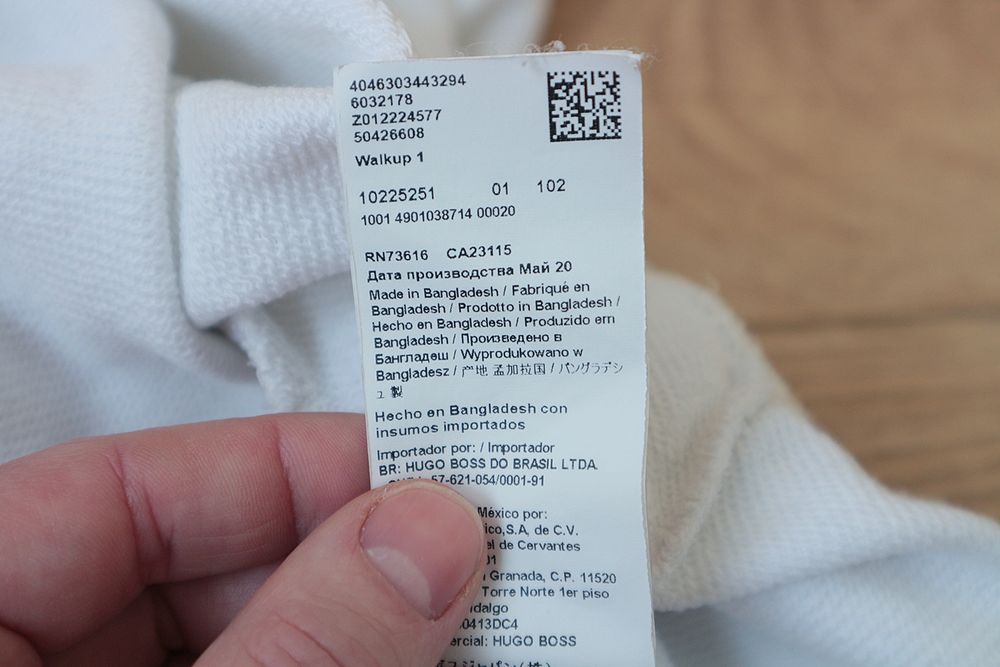 4046303443294
6032178
Z012224577
50426608
Walkup 1
10225251 01 102
1001 4901038714 00020
RN73616 CA23115
Дата производства Май 20
Made in Bangladesh / Fabriqué en
Bangladesh / Prodotto in Bangladesh /
Hecho en Bangladesh / Produzido em
Bangladesh / Произведено в
Бангладеш / Wyprodukowano w
Bangladesz / 产地 孟加拉国 / バングラデシ
ュ 製
Hecho en Bangladesh con
insumos importados
Importador por: / Importador
BR: HUGO BOSS DO BRASIL LTDA.
57-621-054/0001-91
México por:
S.A. de C.V.
de Cervantes
Granada, C.P. 11520
Torre Norte 1er piso
HUGO BOSS